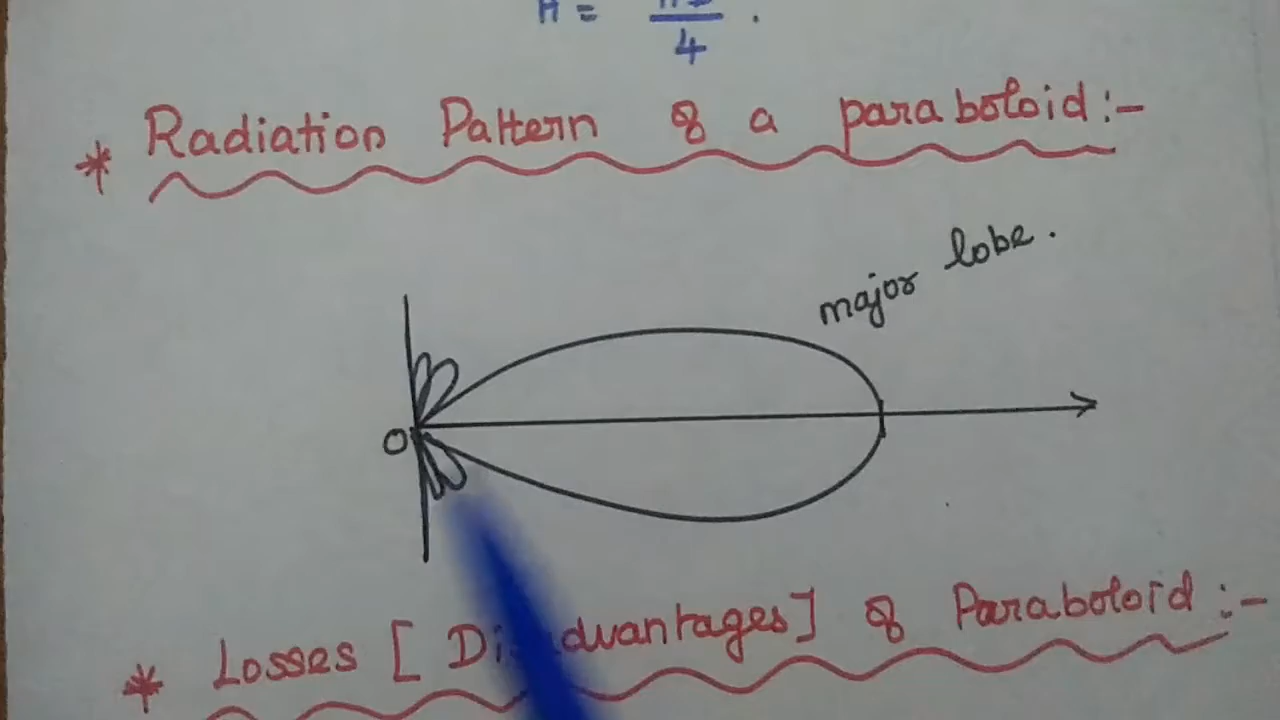 4 .
* Radiation Pattern of a paraboloid :-
major lobe .
O
* Losses [ Disadvantages ] of Paraboloid : -